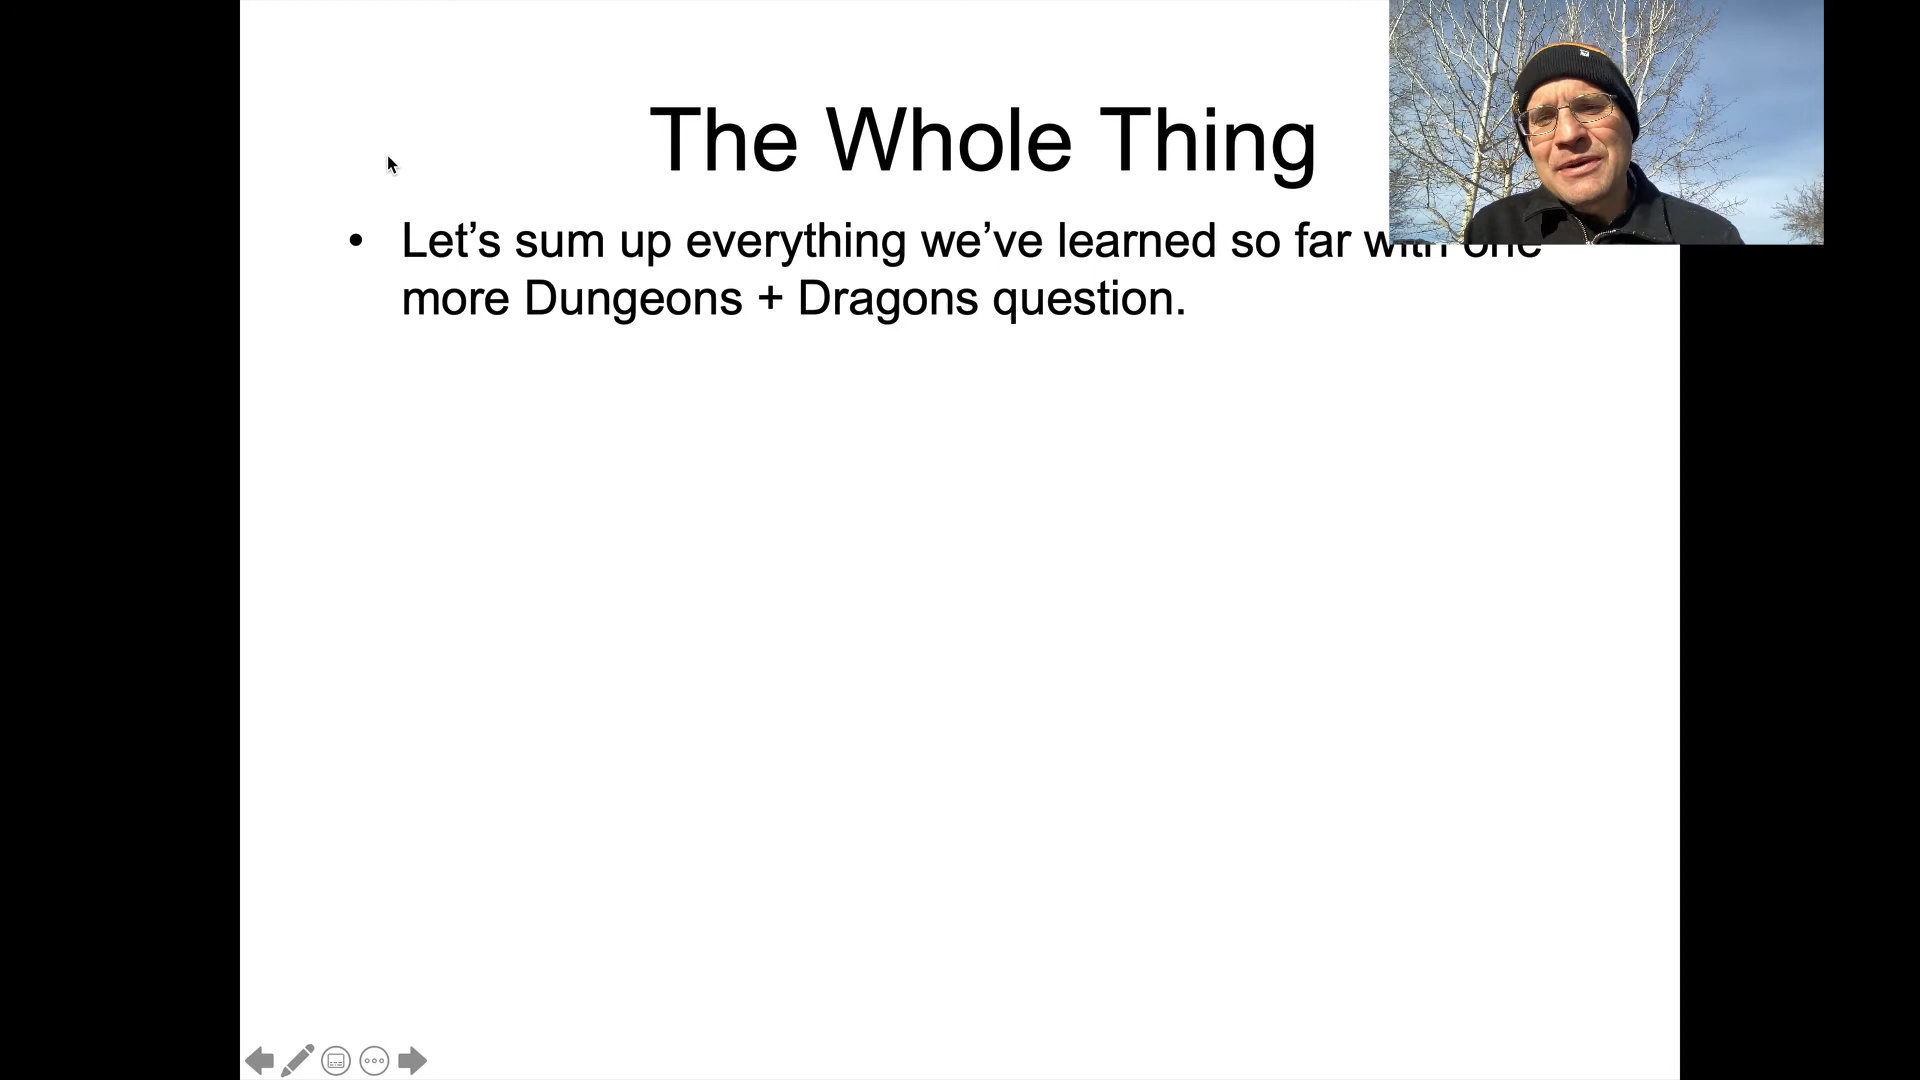 The Whole Thing
• Let’s sum up everything we’ve learned so far with one
more Dungeons + Dragons question.